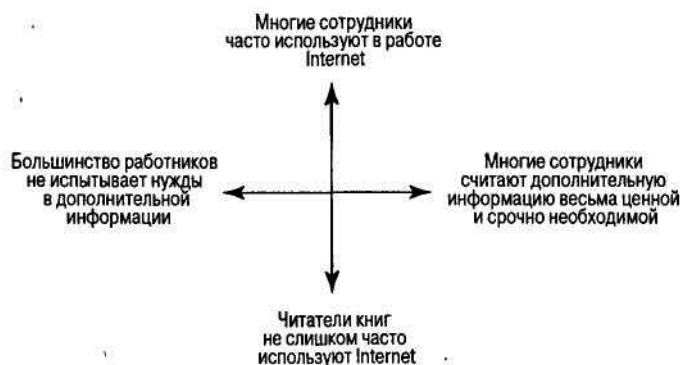 Многие сотрудники
часто используют в работе
Internet
Большинство работников
не испытывает нужды
в дополнительной
информации
Многие сотрудники
считают дополнительную
информацию весьма ценной
и срочно необходимой
Читатели книг
не слишком часто
используют Internet